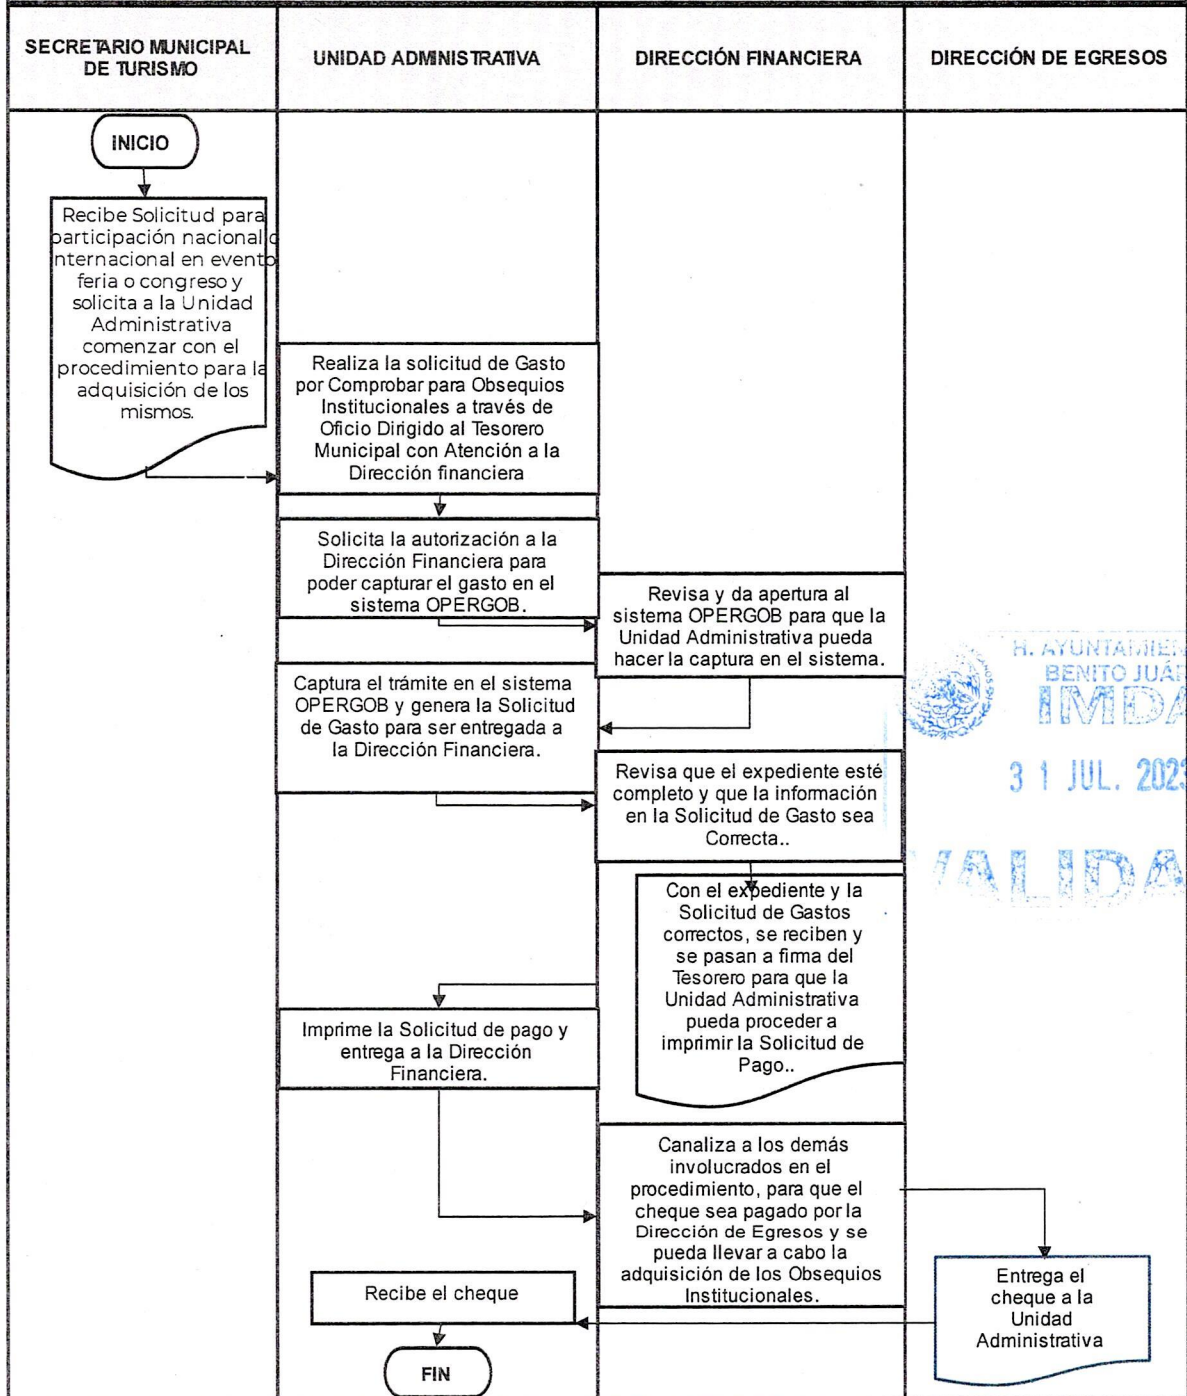 SECRETARIO MUNICIPAL
DE TURISMO
UNIDAD ADMINISTRATIVA
DIRECCIÓN FINANCIERA
DIRECCIÓN DE EGRESOS
INICIO
Recibe Solicitud para
participación nacional o
nternacional en evento
feria o congreso y
solicita a la Unidad
Administrativa
comenzar con el
procedimiento para la
adquisición de los
mismos.
Realiza la solicitud de Gasto
por Comprobar para Obsequios
Institucionales a través de
Oficio Dirigido al Tesorero
Municipal con Atención a la
Dirección financiera
Solicita la autorización a la
Dirección Financiera para
poder capturar el gasto en el
sistema OPERGOB.
Revisa y da apertura al
sistema OPERGOB para que la
Unidad Administrativa pueda
hacer la captura en el sistema.
Captura el trámite en el sistema
OPERGOB y genera la Solicitud
de Gasto para ser entregada a
la Dirección Financiera.
Revisa que el expediente esté
completo y que la información
en la Solicitud de Gasto sea
Correcta..
Con el expediente y la
Solicitud de Gastos
correctos, se reciben y
se pasan a firma del
Tesorero para que la
Unidad Administrativa
pueda proceder a
imprimir la Solicitud de
Pago..
Imprime la Solicitud de pago y
entrega a la Dirección
Financiera.
Canaliza a los demás
involucrados en el
procedimiento, para que el
cheque sea pagado por la
Dirección de Egresos y se
pueda llevar a cabo la
adquisición de los Obsequios
Institucionales.
Entrega el
cheque a la
Unidad
Administrativa
Recibe el cheque
FIN
H. AYUNTAMIEN
BENITO JUÁR
IMDA
31 JUL. 2023
VALIDA